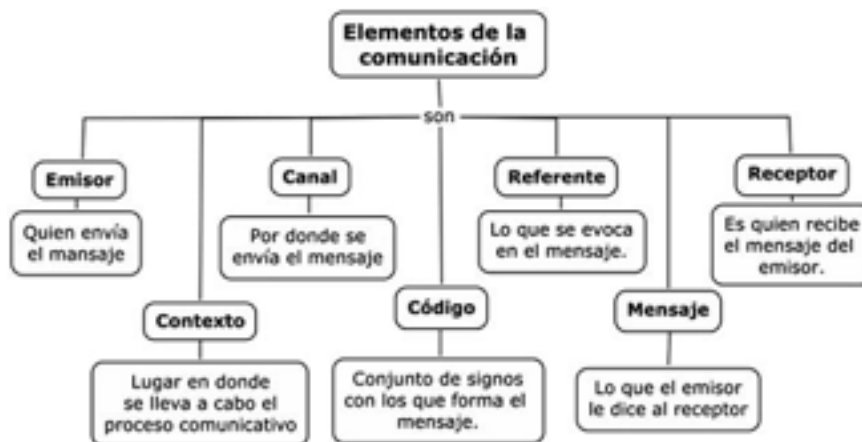 Elementos de la
comunicación
son
Emisor
Quien envía
el mansaje
Contexto
Lugar en donde
se lleva a cabo el
proceso comunicativo
Canal
Por donde se
envía el mensaje
Código
Conjunto de signos
con los que forma el
mensaje.
Referente
Lo que se evoca
en el mensaje.
Mensaje
Lo que el emisor
le dice al receptor
Receptor
Es quien recibe
el mensaje del
emisor.